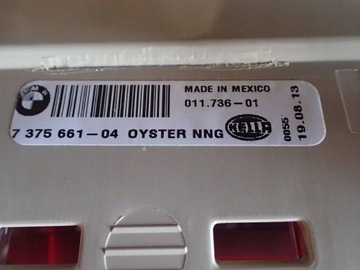 MADE IN MEXICO
011.736-01
7 375 661-04 OYSTER NNG
HELLA
0055
19.08.13